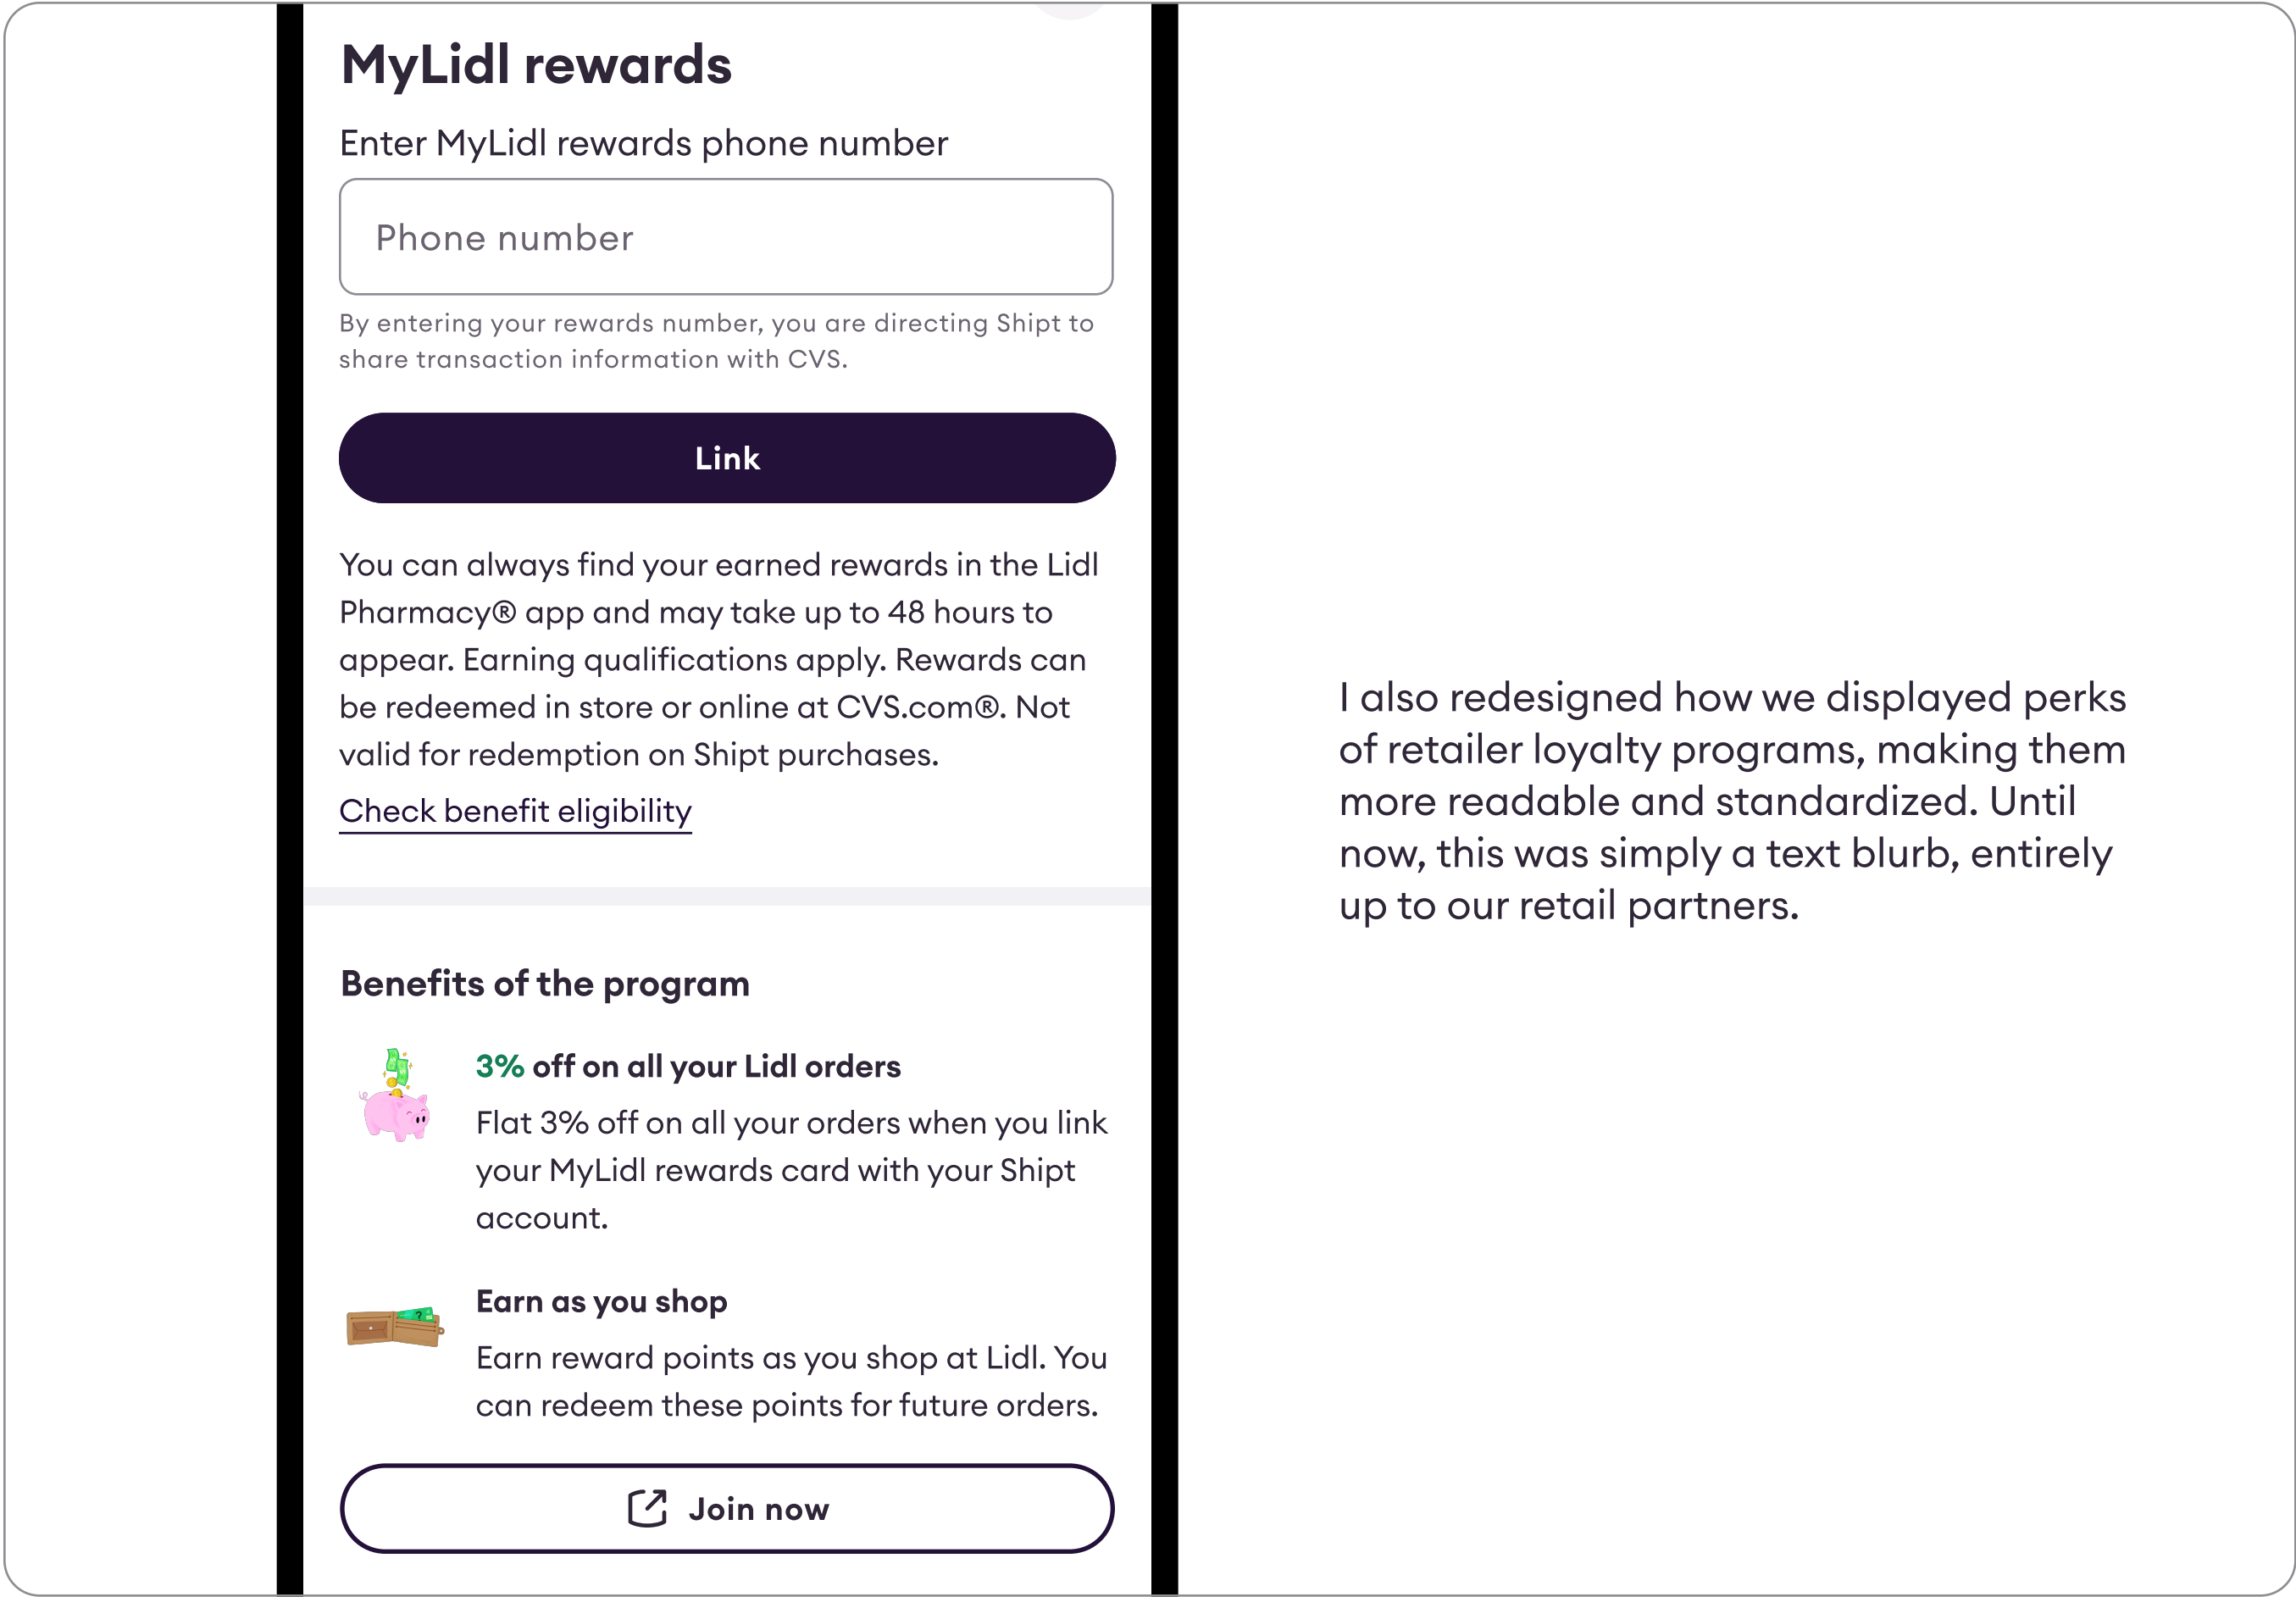 MyLidl rewards
Enter MyLidl rewards phone number
Phone number
By entering your rewards number, you are directing Shipt to
share transaction information with CVS.
Link
You can always find your earned rewards in the Lidl
Pharmacy® app and may take up to 48 hours to
appear. Earning qualifications apply. Rewards can
be redeemed in store or online at CVS.com®. Not
valid for redemption on Shipt purchases.
Check benefit eligibility
Benefits of the program
3% off on all your Lidl orders
Flat 3% off on all your orders when you link
your MyLidl rewards card with your Shipt
account.
Earn as you shop
Earn reward points as you shop at Lidl. You
can redeem these points for future orders.
Join now
I also redesigned how we displayed perks
of retailer loyalty programs, making them
more readable and standardized. Until
now, this was simply a text blurb, entirely
up to our retail partners.